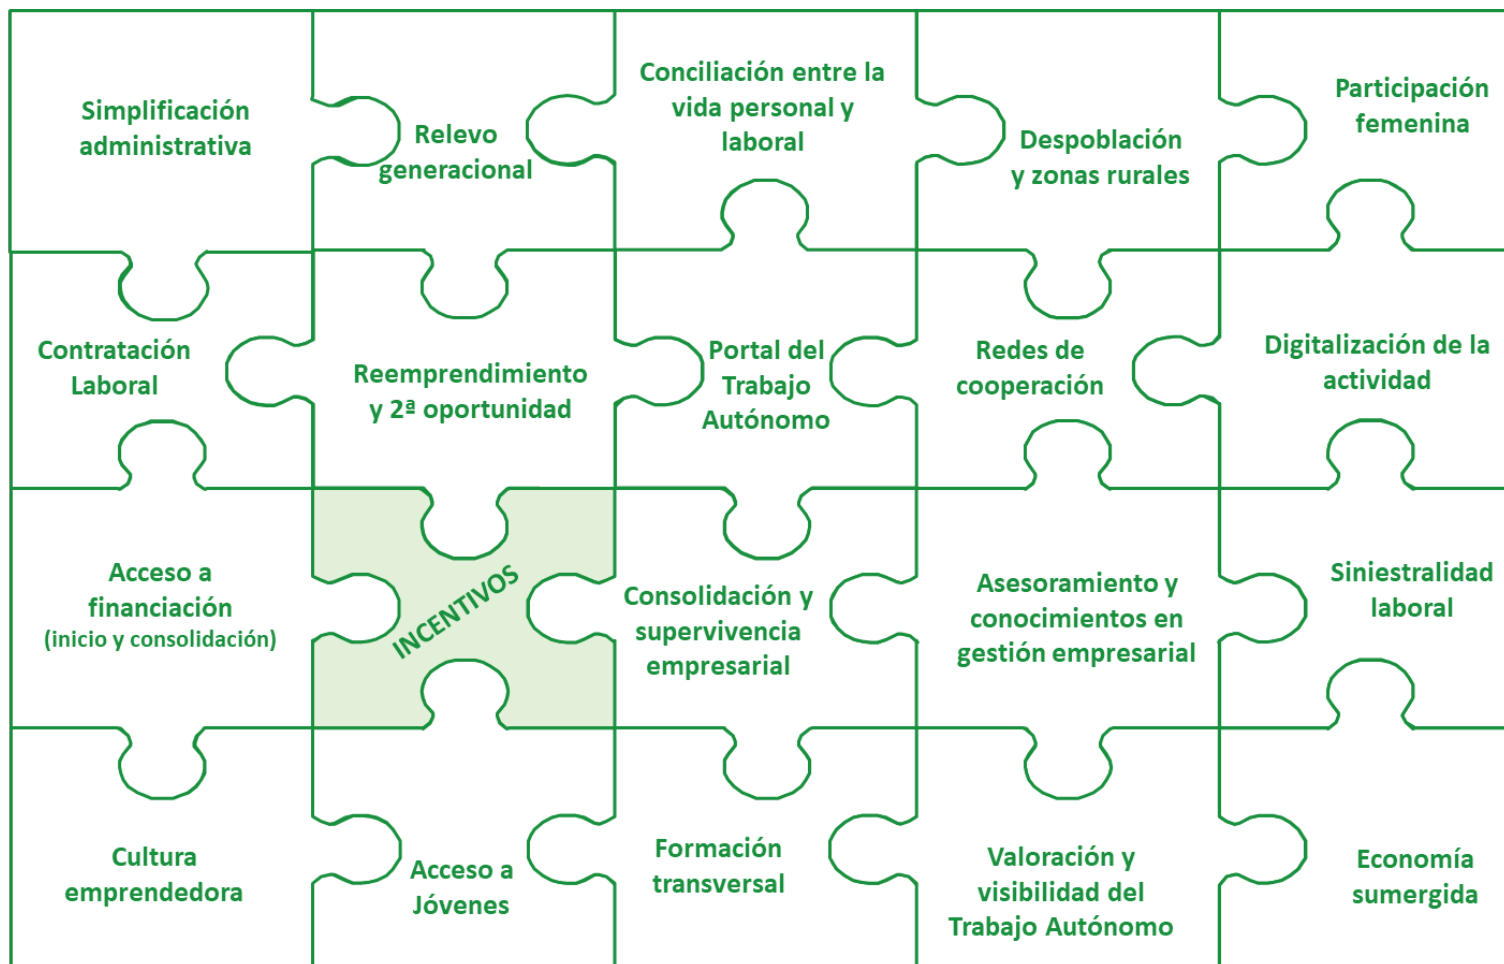 Simplificación
administrativa
Relevo
generacional
Conciliación entre la
vida personal y
laboral
Despoblación
y zonas rurales
Participación
femenina
Contratación
Laboral
Reemprendimiento
y 2ª oportunidad
Portal del
Trabajo
Autónomo
Redes de
cooperación
Digitalización de la
actividad
Acceso a
financiación
(inicio y consolidación)
INCENTIVOS
Consolidación y
supervivencia
empresarial
Asesoramiento y
conocimientos en
gestión empresarial
Siniestralidad
laboral
Cultura
emprendedora
Acceso a
Jóvenes
Formación
transversal
Valoración y
visibilidad del
Trabajo Autónomo
Economía
sumergida